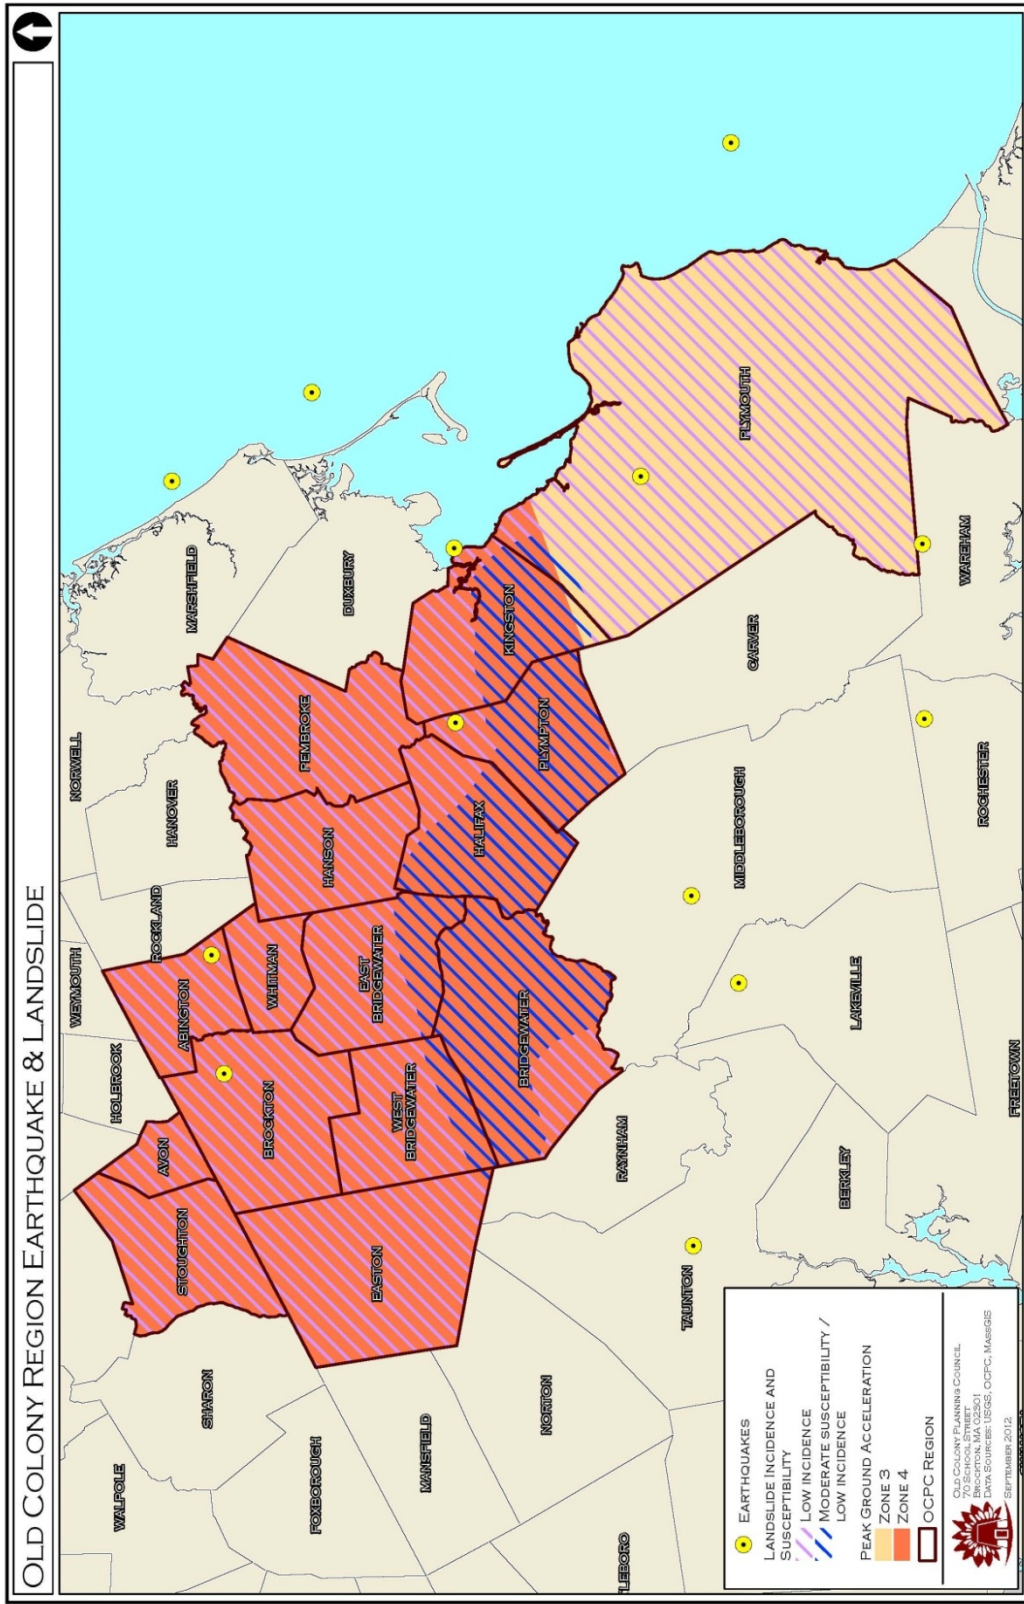 OLD COLONY REGION EARTHQUAKE & LANDSLIDE
WEYMOUTH
NORWELL
HOLBROOK
ROCKLAND
HANOVER
MARSHFIELD
WALPOLE
SHARON
STOUGHTON
AVON
ABINGTON
WHITMAN
BROCKTON
HANSON
PEMBROKE
DUXBURY
FOXBOROUGH
EASTON
WEST
BRIDGEWATER
EAST
BRIDGEWATER
MANSFIELD
HALIFAX
KINGSTON
BRIDGEWATER
PLYMPTON
NORTON
RAYNHAM
TAUNTON
MIDDLEBOROUGH
CARVER
PLYMOUTH
BERKLEY
LAKEVILLE
ROCHESTER
WAREHAM
FREETOWN
TLEBORO
EARTHQUAKES
LANDSLIDE INCIDENCE AND
SUSCEPTIBILITY
LOW INCIDENCE
MODERATE SUSCEPTIBILITY /
LOW INCIDENCE
PEAK GROUND ACCELERATION
ZONE 3
ZONE 4
OCPC REGION
OLD COLONY PLANNING COUNCIL
70 SCHOOL STREET
BROCKTON, MA 02301
DATA SOURCES: USGS, OCPC, MASSGIS
SEPTEMBER 2012